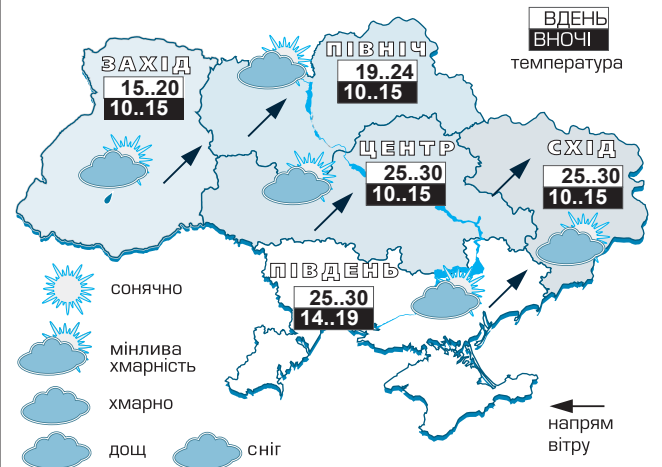 ВДЕНЬ
ВНОЧІ
температура
ЗАХІД
15..20
10..15
ПІВНІЧ
19..24
10..15
ЦЕНТР
25..30
10..15
СХІД
25..30
10..15
ПІВДЕНЬ
25..30
14..19
сонячно
мінлива
хмарність
хмарно
дощ
сніг
напрям
вітру